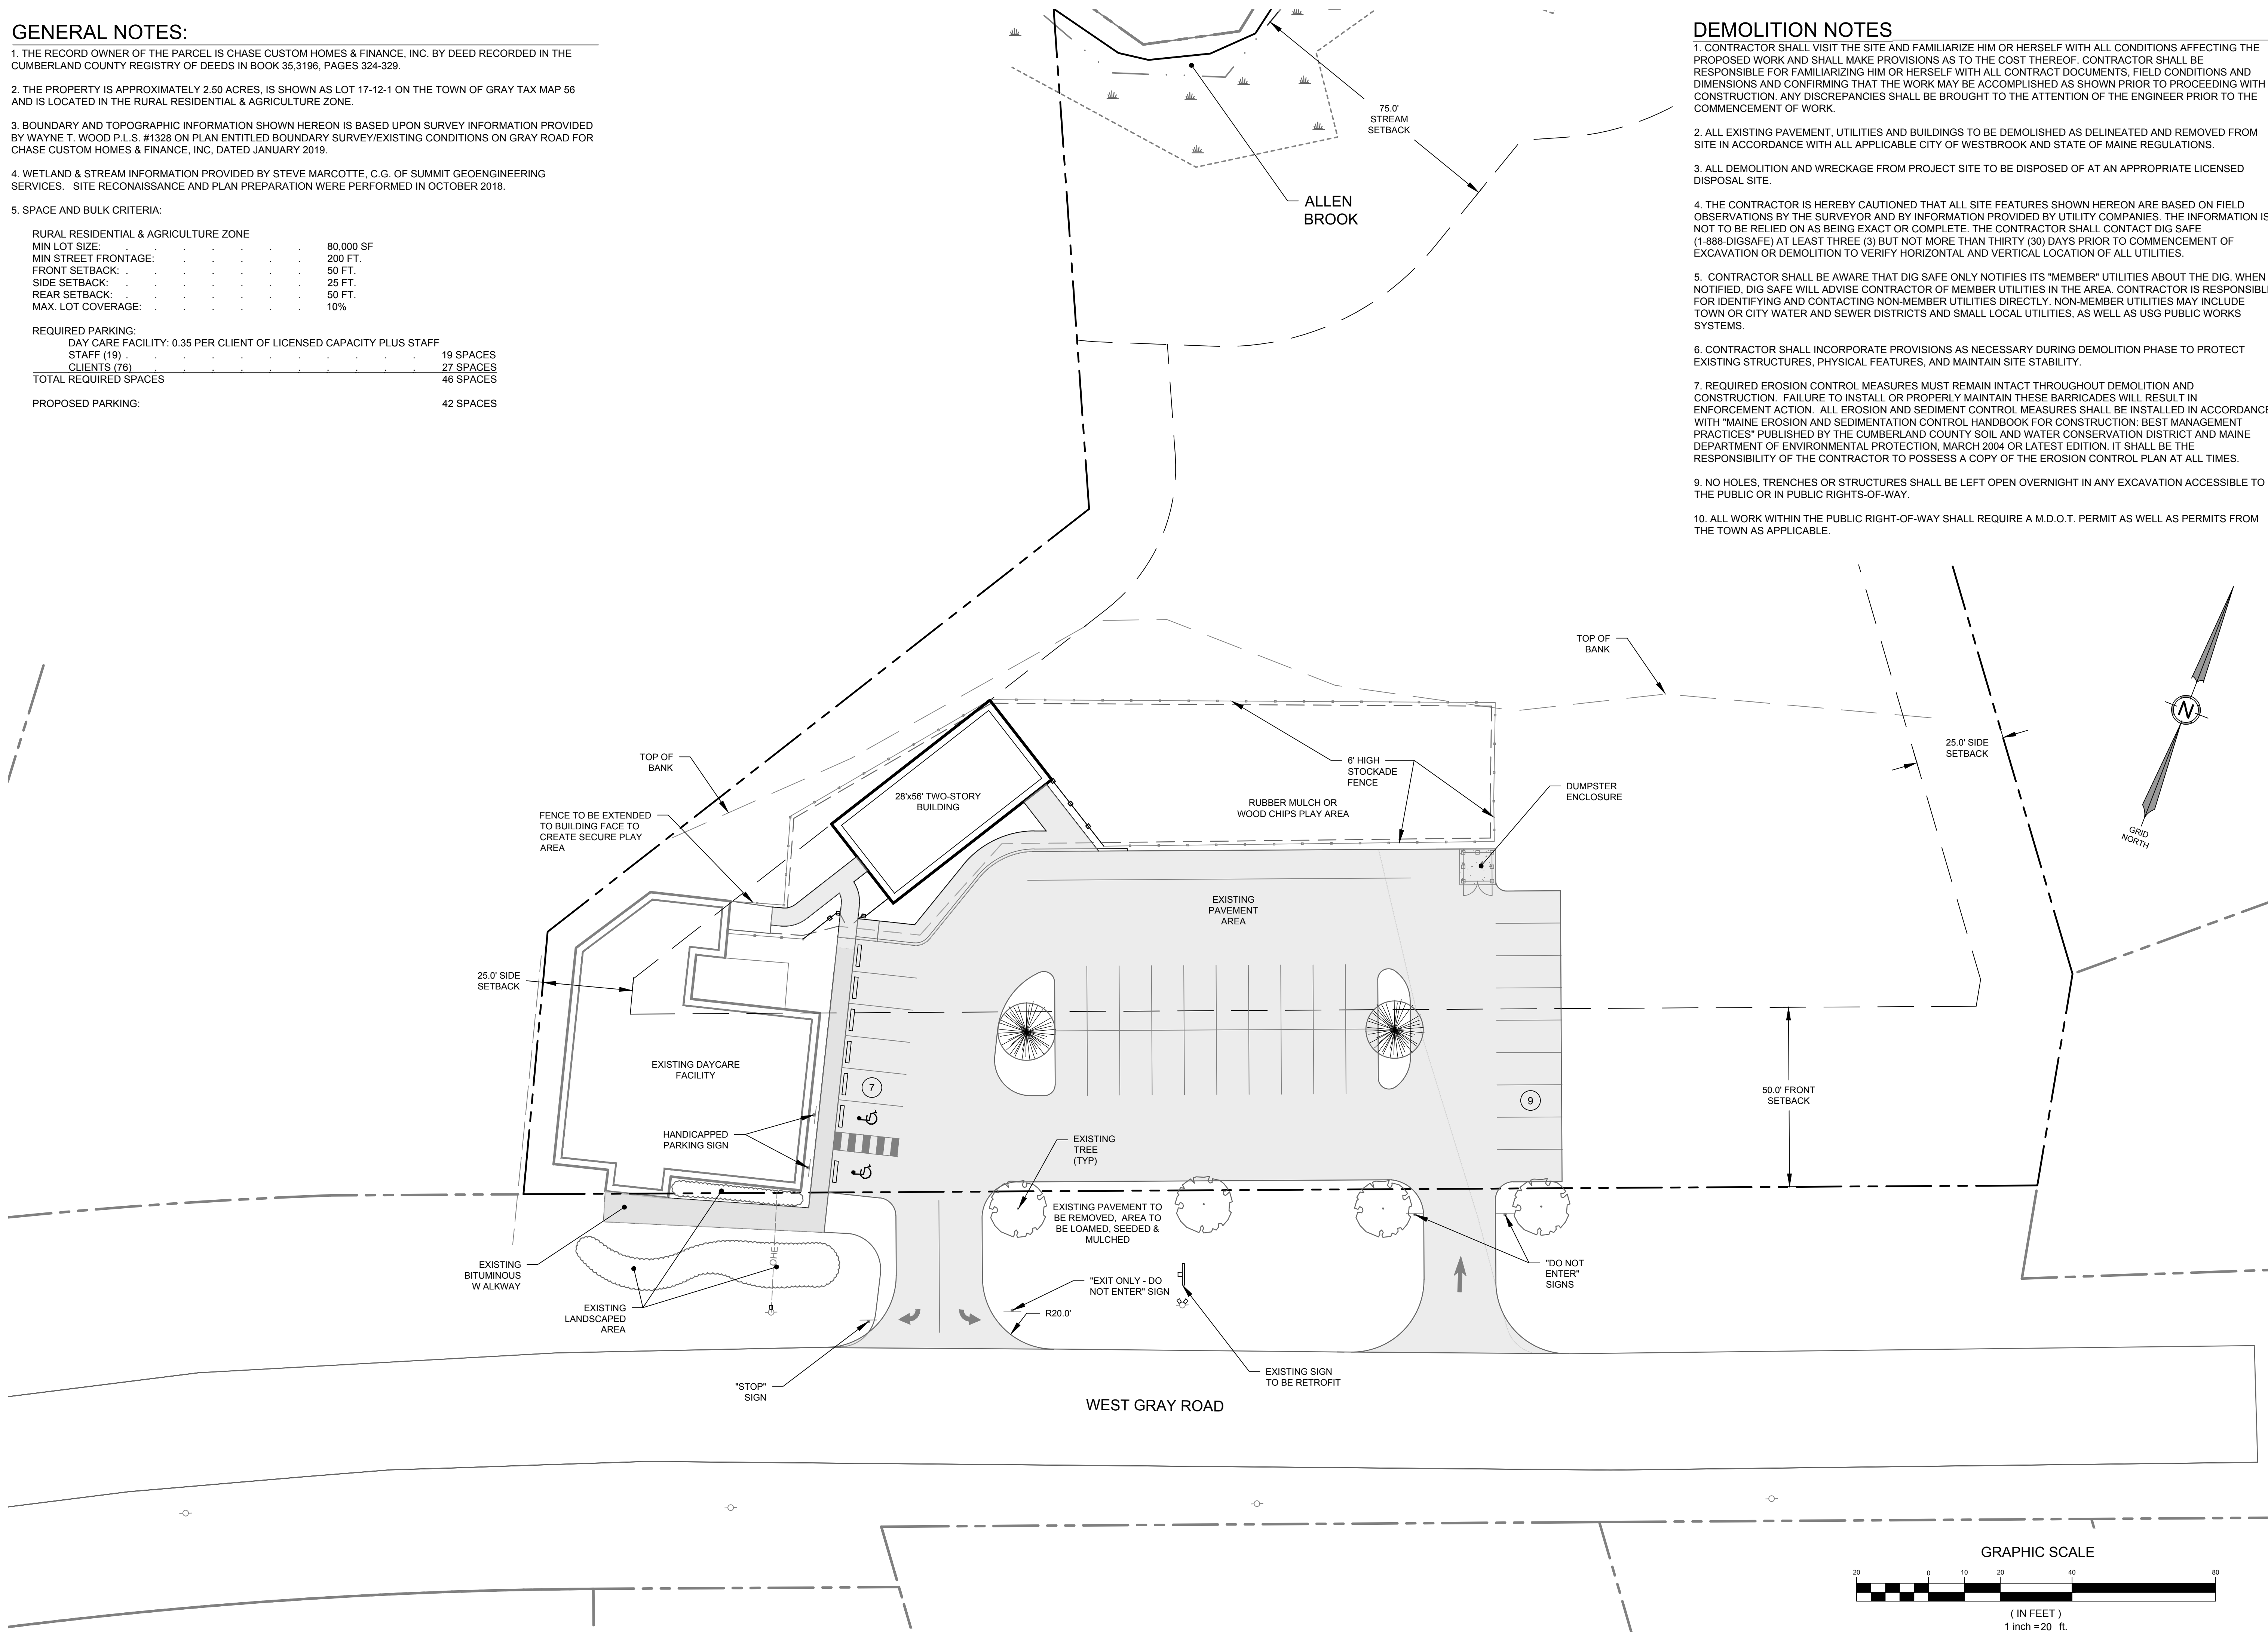 GENERAL NOTES:
1. THE RECORD OWNER OF THE PARCEL IS CHASE CUSTOM HOMES & FINANCE, INC. BY DEED RECORDED IN THE
CUMBERLAND COUNTY REGISTRY OF DEEDS IN BOOK 35,3196, PAGES 324-329.
2. THE PROPERTY IS APPROXIMATELY 2.50 ACRES, IS SHOWN AS LOT 17-12-1 ON THE TOWN OF GRAY TAX MAP 56
AND IS LOCATED IN THE RURAL RESIDENTIAL & AGRICULTURE ZONE.
3. BOUNDARY AND TOPOGRAPHIC INFORMATION SHOWN HEREON IS BASED UPON SURVEY INFORMATION PROVIDED
BY WAYNE T. WOOD P.L.S. #1328 ON PLAN ENTITLED BOUNDARY SURVEY/EXISTING CONDITIONS ON GRAY ROAD FOR
CHASE CUSTOM HOMES & FINANCE, INC, DATED JANUARY 2019.
4. WETLAND & STREAM INFORMATION PROVIDED BY STEVE MARCOTTE, C.G. OF SUMMIT GEOENGINEERING
SERVICES. SITE RECONAISSANCE AND PLAN PREPARATION WERE PERFORMED IN OCTOBER 2018.
5. SPACE AND BULK CRITERIA:
RURAL RESIDENTIAL & AGRICULTURE ZONE
MIN LOT SIZE: . . . . . . . 80,000 SF
MIN STREET FRONTAGE: . . . . . 200 FT.
FRONT SETBACK: . . . . . . . 50 FT.
SIDE SETBACK: . . . . . . . 25 FT.
REAR SETBACK: . . . . . . . 50 FT.
MAX. LOT COVERAGE: . . . . . . 10%
REQUIRED PARKING:
DAY CARE FACILITY: 0.35 PER CLIENT OF LICENSED CAPACITY PLUS STAFF
STAFF (19) . . . . . . . . . . . 19 SPACES
CLIENTS (76) . . . . . . . . . . 27 SPACES
TOTAL REQUIRED SPACES 46 SPACES
PROPOSED PARKING: 42 SPACES
DEMOLITION NOTES
1. CONTRACTOR SHALL VISIT THE SITE AND FAMILIARIZE HIM OR HERSELF WITH ALL CONDITIONS AFFECTING THE
PROPOSED WORK AND SHALL MAKE PROVISIONS AS TO THE COST THEREOF. CONTRACTOR SHALL BE
RESPONSIBLE FOR FAMILIARIZING HIM OR HERSELF WITH ALL CONTRACT DOCUMENTS, FIELD CONDITIONS AND
DIMENSIONS AND CONFIRMING THAT THE WORK MAY BE ACCOMPLISHED AS SHOWN PRIOR TO PROCEEDING WITH
CONSTRUCTION. ANY DISCREPANCIES SHALL BE BROUGHT TO THE ATTENTION OF THE ENGINEER PRIOR TO THE
COMMENCEMENT OF WORK.
2. ALL EXISTING PAVEMENT, UTILITIES AND BUILDINGS TO BE DEMOLISHED AS DELINEATED AND REMOVED FROM
SITE IN ACCORDANCE WITH ALL APPLICABLE CITY OF WESTBROOK AND STATE OF MAINE REGULATIONS.
3. ALL DEMOLITION AND WRECKAGE FROM PROJECT SITE TO BE DISPOSED OF AT AN APPROPRIATE LICENSED
DISPOSAL SITE.
4. THE CONTRACTOR IS HEREBY CAUTIONED THAT ALL SITE FEATURES SHOWN HEREON ARE BASED ON FIELD
OBSERVATIONS BY THE SURVEYOR AND BY INFORMATION PROVIDED BY UTILITY COMPANIES. THE INFORMATION IS
NOT TO BE RELIED ON AS BEING EXACT OR COMPLETE. THE CONTRACTOR SHALL CONTACT DIG SAFE
(1-888-DIGSAFE) AT LEAST THREE (3) BUT NOT MORE THAN THIRTY (30) DAYS PRIOR TO COMMENCEMENT OF
EXCAVATION OR DEMOLITION TO VERIFY HORIZONTAL AND VERTICAL LOCATION OF ALL UTILITIES.
5. CONTRACTOR SHALL BE AWARE THAT DIG SAFE ONLY NOTIFIES ITS "MEMBER" UTILITIES ABOUT THE DIG. WHEN
NOTIFIED, DIG SAFE WILL ADVISE CONTRACTOR OF MEMBER UTILITIES IN THE AREA. CONTRACTOR IS RESPONSIBLE
FOR IDENTIFYING AND CONTACTING NON-MEMBER UTILITIES DIRECTLY. NON-MEMBER UTILITIES MAY INCLUDE
TOWN OR CITY WATER AND SEWER DISTRICTS AND SMALL LOCAL UTILITIES, AS WELL AS USG PUBLIC WORKS
SYSTEMS.
6. CONTRACTOR SHALL INCORPORATE PROVISIONS AS NECESSARY DURING DEMOLITION PHASE TO PROTECT
EXISTING STRUCTURES, PHYSICAL FEATURES, AND MAINTAIN SITE STABILITY.
7. REQUIRED EROSION CONTROL MEASURES MUST REMAIN INTACT THROUGHOUT DEMOLITION AND
CONSTRUCTION. FAILURE TO INSTALL OR PROPERLY MAINTAIN THESE BARRICADES WILL RESULT IN
ENFORCEMENT ACTION. ALL EROSION AND SEDIMENT CONTROL MEASURES SHALL BE INSTALLED IN ACCORDANCE
WITH "MAINE EROSION AND SEDIMENTATION CONTROL HANDBOOK FOR CONSTRUCTION: BEST MANAGEMENT
PRACTICES" PUBLISHED BY THE CUMBERLAND COUNTY SOIL AND WATER CONSERVATION DISTRICT AND MAINE
DEPARTMENT OF ENVIRONMENTAL PROTECTION, MARCH 2004 OR LATEST EDITION. IT SHALL BE THE
RESPONSIBILITY OF THE CONTRACTOR TO POSSESS A COPY OF THE EROSION CONTROL PLAN AT ALL TIMES.
9. NO HOLES, TRENCHES OR STRUCTURES SHALL BE LEFT OPEN OVERNIGHT IN ANY EXCAVATION ACCESSIBLE TO
THE PUBLIC OR IN PUBLIC RIGHTS-OF-WAY.
10. ALL WORK WITHIN THE PUBLIC RIGHT-OF-WAY SHALL REQUIRE A M.D.O.T. PERMIT AS WELL AS PERMITS FROM
THE TOWN AS APPLICABLE.
75.0'
STREAM
SETBACK
ALLEN
BROOK
TOP OF
BANK
25.0' SIDE
SETBACK
N
GRID
NORTH
TOP OF
BANK
6' HIGH
STOCKADE
FENCE
DUMPSTER
ENCLOSURE
28'x56' TWO-STORY
BUILDING
RUBBER MULCH OR
WOOD CHIPS PLAY AREA
FENCE TO BE EXTENDED
TO BUILDING FACE TO
CREATE SECURE PLAY
AREA
EXISTING
PAVEMENT
AREA
25.0' SIDE
SETBACK
EXISTING DAYCARE
FACILITY
7
9
50.0' FRONT
SETBACK
HANDICAPPED
PARKING SIGN
EXISTING
TREE
(TYP)
EXISTING PAVEMENT TO
BE REMOVED, AREA TO
BE LOAMED, SEEDED &
MULCHED
OHE
EXISTING
BITUMINOUS
W ALKWAY
"EXIT ONLY - DO
NOT ENTER" SIGN
"DO NOT
ENTER"
SIGNS
EXISTING
LANDSCAPED
AREA
R20.0'
"STOP"
SIGN
EXISTING SIGN
TO BE RETROFIT
WEST GRAY ROAD
GRAPHIC SCALE
20 0 10 20 40 80
( IN FEET )
1 inch = 20 ft.